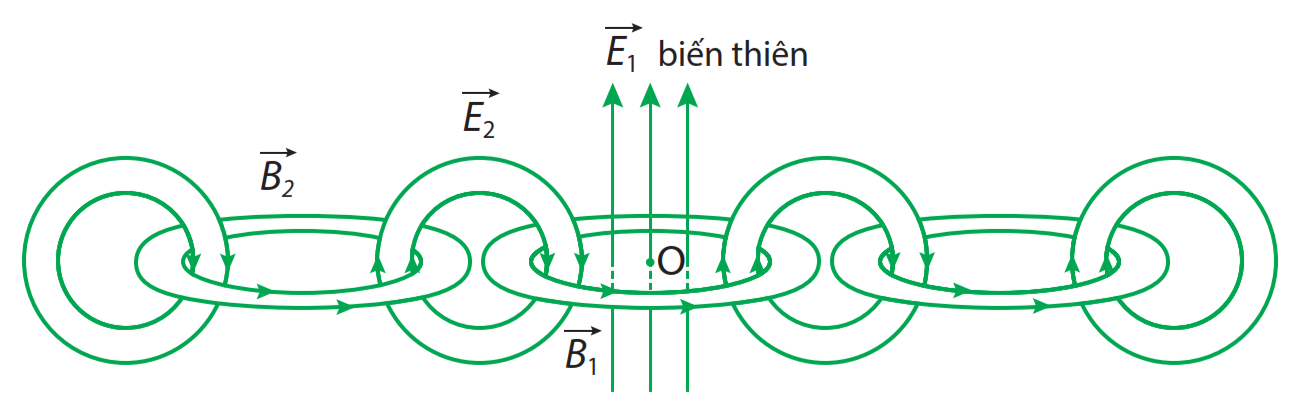 E₁ biến thiên
E₂
B₂
O
B₁